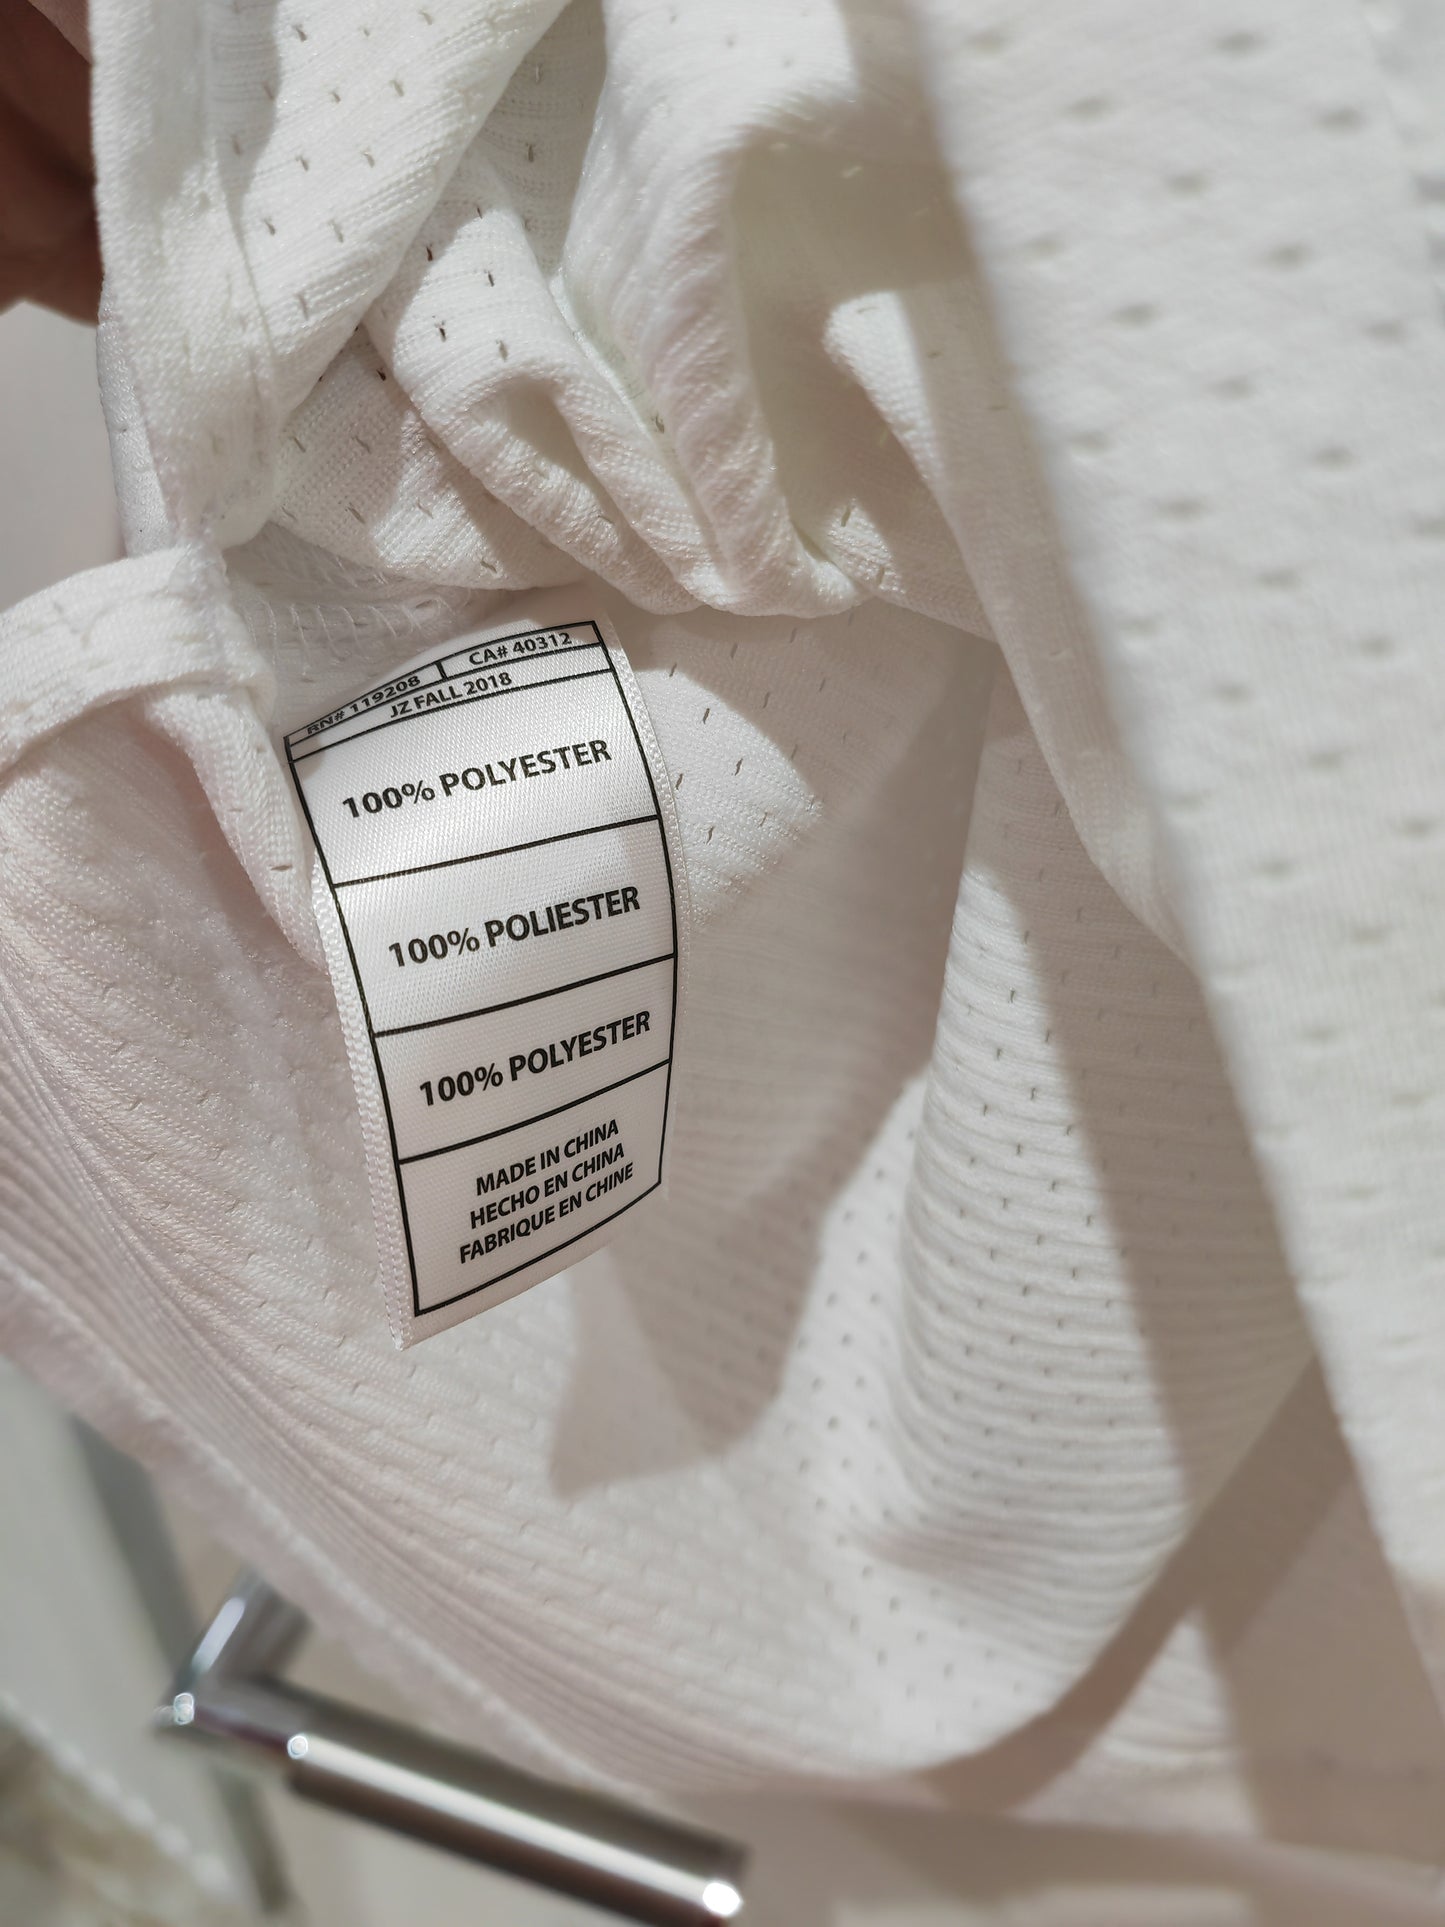 RN# 119208 CA# 40312
JZ FALL 2018
100% POLYESTER
100% POLIESTER
100% POLYESTER
MADE IN CHINA
HECHO EN CHINA
FABRIQUE EN CHINE